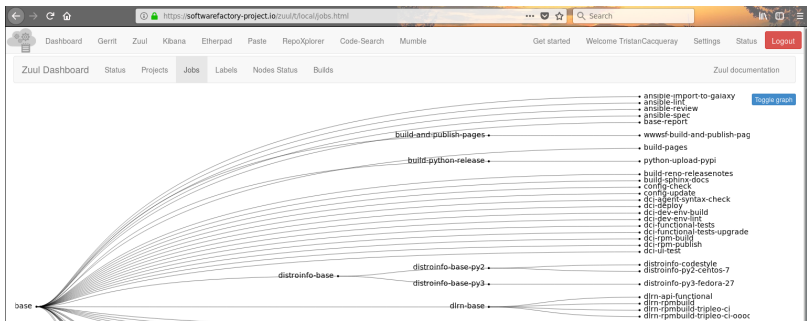 https://softwarefactory-project.io/zuul/t/local/jobs.html
Search
Dashboard Gerrit Zuul Kibana Etherpad Paste RepoXplorer Code-Search Mumble Get started Welcome TristanCacqueray Settings Status Logout
Zuul Dashboard Status Projects Jobs Labels Nodes Status Builds Zuul documentation
Toggle graph
ansible-import-to-galaxy
ansible-lint
ansible-review
ansible-spec
base-report
build-and-publish-pages wwwsf-build-and-publish-pag
build-pages
build-python-release python-upload-pypi
build-reno-releasenotes
build-sphinx-docs
config-check
config-update
dci-agent-syntax-check
dci-deploy
dci-dev-env-build
dci-dev-env-lint
dci-functional-tests
dci-functional-tests-upgrade
dci-rpm-build
dci-rpm-publish
dci-ui-test
distroinfo-base distroinfo-base-py2 distroinfo-codestyle
distroinfo-py2-centos-7
distroinfo-base-py3 distroinfo-py3-fedora-27
base dlrn-base dlrn-api-functional
dlrn-rpmbuild
dlrn-rpmbuild-tripleo-ci
dlrn-rpmbuild-tripleo-ci-oooc